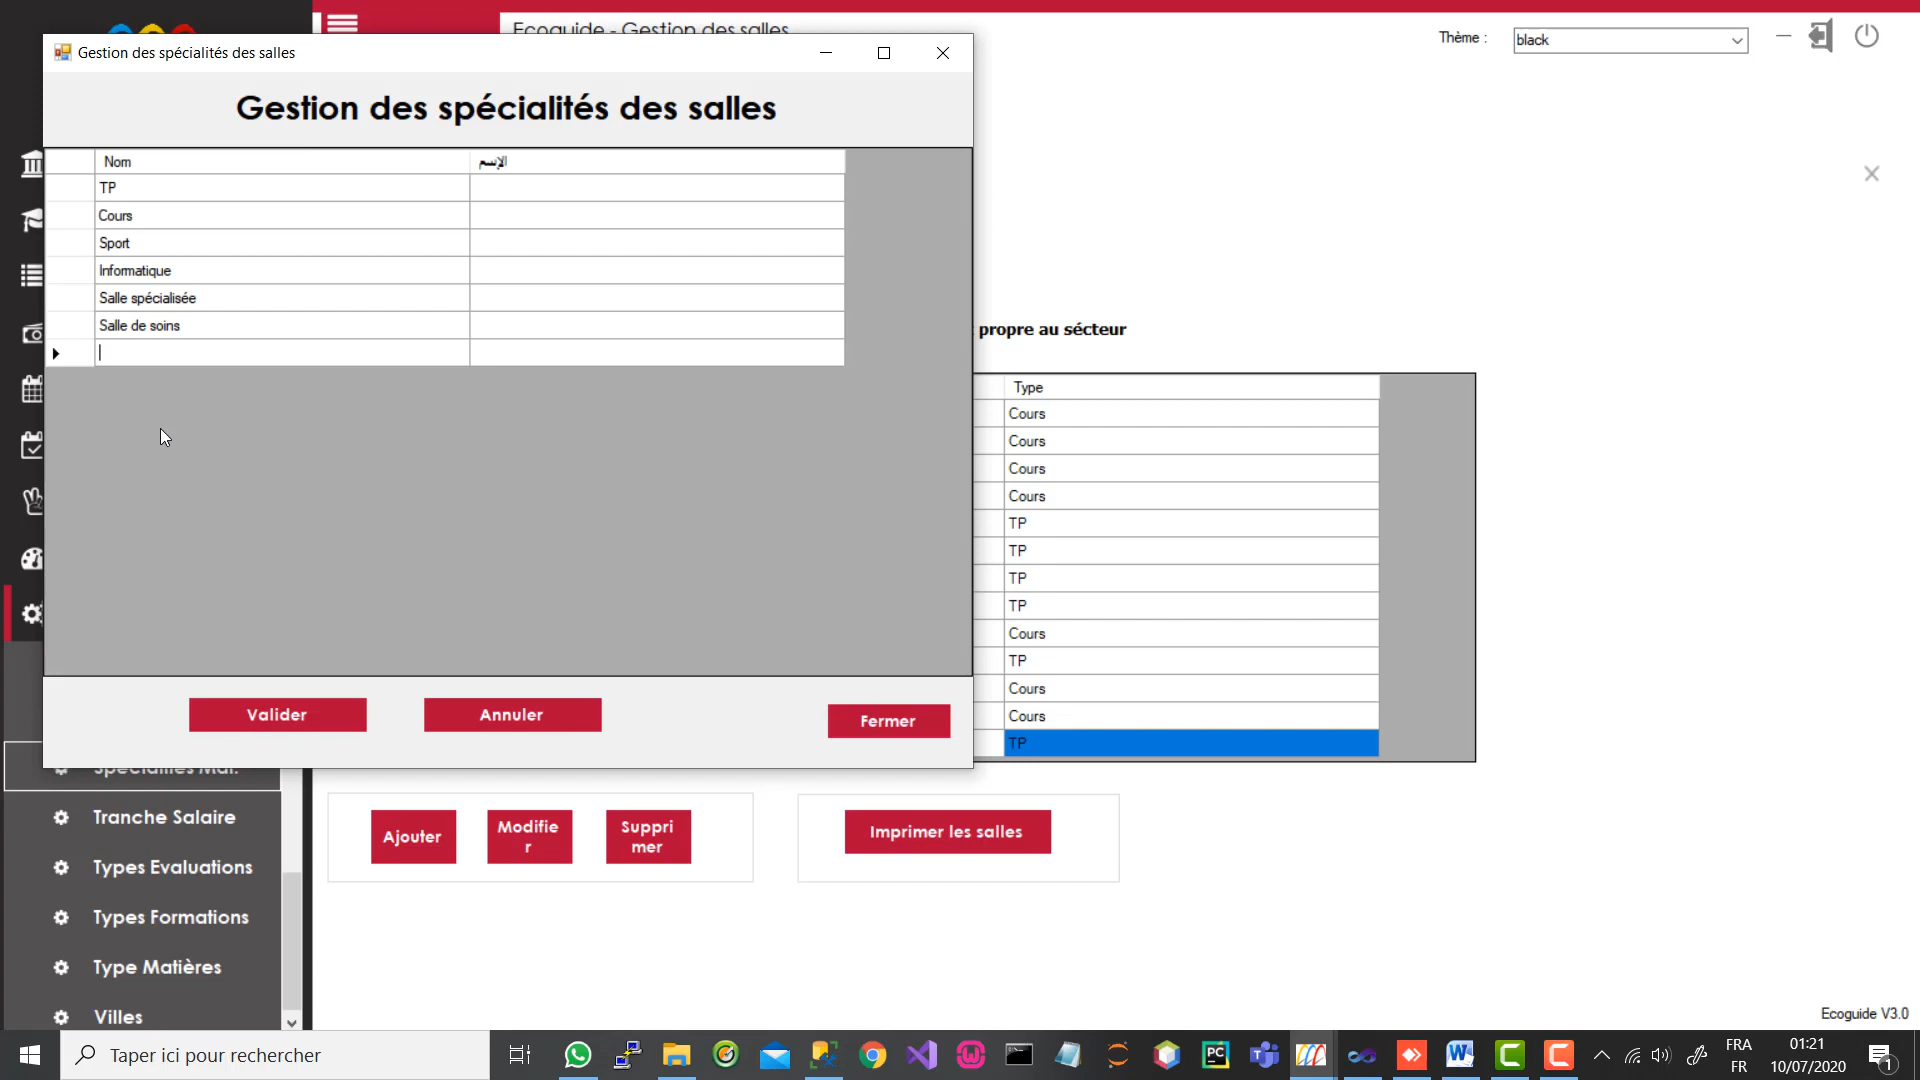 Ecoguide - Gestion des salles
Thème :
black
Gestion des spécialités des salles
Gestion des spécialités des salles
Nom
الإسم
TP
Cours
Sport
Informatique
Salle spécialisée
Salle de soins
propre au sécteur
Type
Cours
Cours
Cours
Cours
TP
TP
TP
TP
Cours
TP
Cours
Cours
TP
Valider
Annuler
Fermer
Spécialités Mat.
Tranche Salaire
Types Evaluations
Types Formations
Type Matières
Villes
Ajouter
Modifie
r
Suppri
mer
Imprimer les salles
Ecoguide V3.0
Taper ici pour rechercher
PC
FRA
FR
01:21
10/07/2020
1